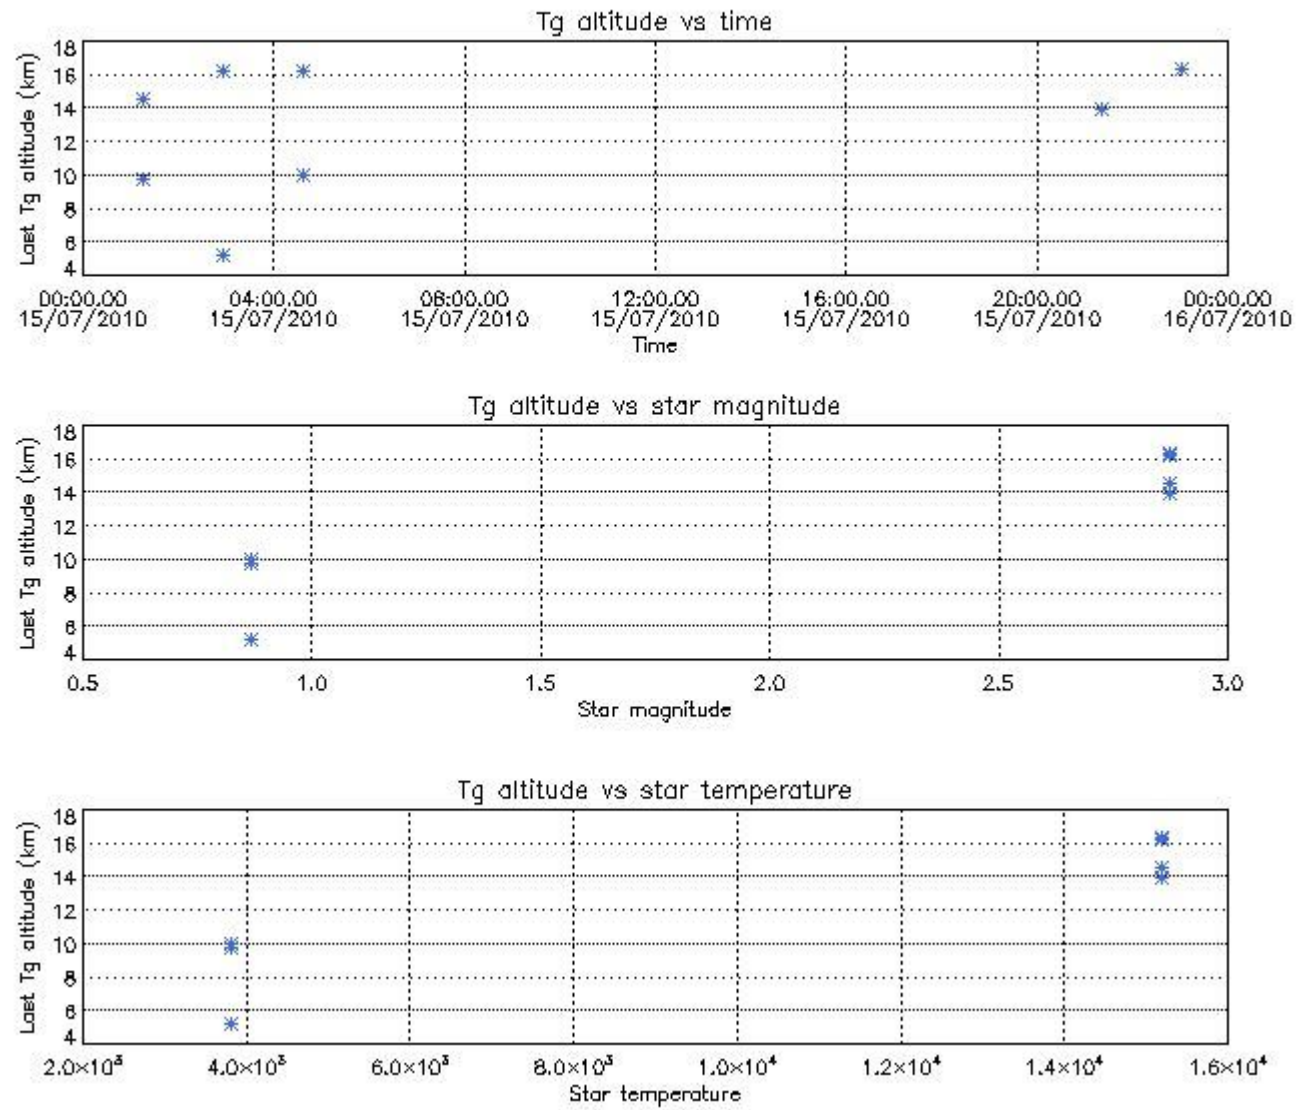 Tg altitude vs time
Last Tg altitude (km)
18
16
14
12
10
8
6
4
00:00.00 04:00.00 08:00.00 12:00.00 16:00.00 20:00.00 00:00.00
15/07/2010 15/07/2010 15/07/2010 15/07/2010 15/07/2010 15/07/2010 16/07/2010
Time
Tg altitude vs star magnitude
Last Tg altitude (km)
18
16
14
12
10
8
6
4
0.5 1.0 1.5 2.0 2.5 3.0
Star magnitude
Tg altitude vs star temperature
Last Tg altitude (km)
18
16
14
12
10
8
6
4
2.0×10³ 4.0×10³ 6.0×10³ 8.0×10³ 1.0×10⁴ 1.2×10⁴ 1.4×10⁴ 1.6×10⁴
Star temperature